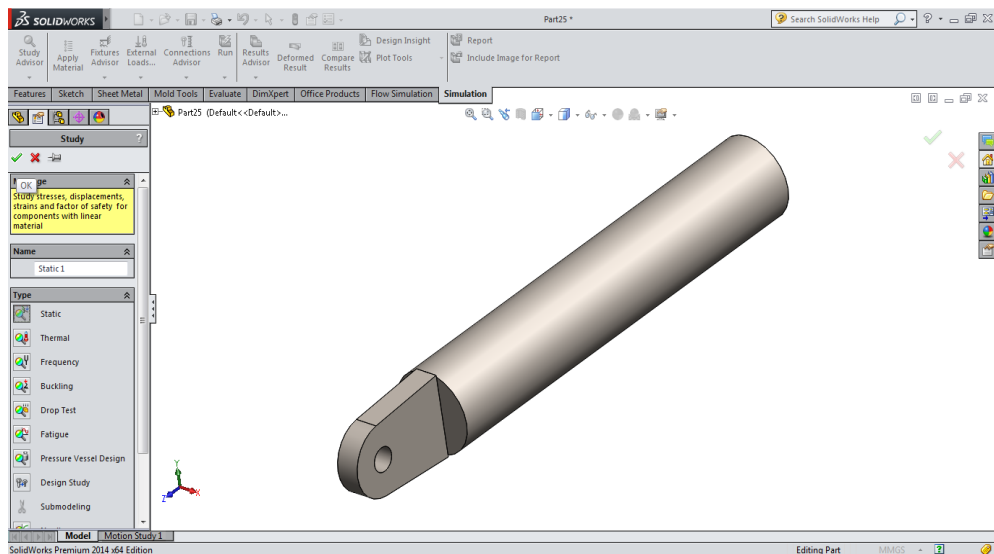 SOLIDWORKS
Part25 *
Search SolidWorks Help
Study Advisor
Apply Material
Fixtures Advisor
External Loads...
Connections Advisor
Run
Results Advisor
Deformed Result
Compare Results
Design Insight
Plot Tools
Report
Include Image for Report
Features Sketch Sheet Metal Mold Tools Evaluate DimXpert Office Products Flow Simulation Simulation
Part25 (Default<<Default>...
Study ?
OK
Study stresses, displacements,
strains and factor of safety for
components with linear
material
Name
Static 1
Type
Static
Thermal
Frequency
Buckling
Drop Test
Fatigue
Pressure Vessel Design
Design Study
Submodeling
Y
Z X
Model Motion Study 1
SolidWorks Premium 2014 x64 Edition
Editing Part MMGS